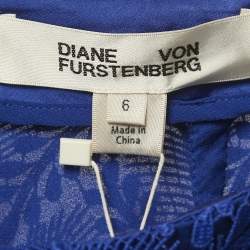 DIANE VON
FURSTENBERG
6
Made in
China